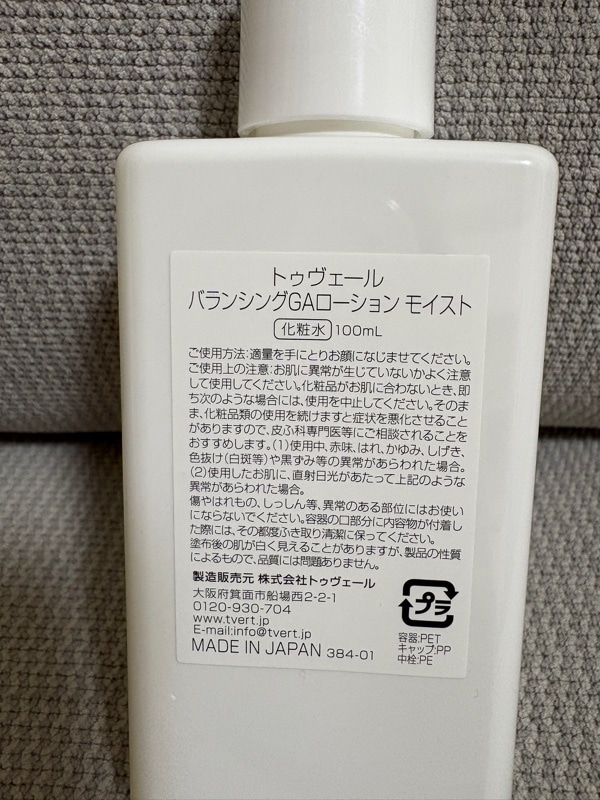 トゥヴェール
バランシングGAローション モイスト
化粧水 100mL
ご使用方法:適量を手にとりお顔になじませてください。
ご使用上の注意:お肌に異常が生じていないかよく注意
して使用してください。化粧品がお肌に合わないとき、即
ち次のような場合には、使用を中止してください。そのま
ま、化粧品類の使用を続けますと症状を悪化させること
がありますので、皮ふ科専門医等にご相談されることを
おすすめします。(1)使用中、赤味、はれ、かゆみ、しげき、
色抜け(白斑等)や黒ずみ等の異常があらわれた場合。
(2)使用したお肌に、直射日光があたって上記のような
異常があらわれた場合。
傷やはれもの、しっしん等、異常のある部位にはお使い
にならないでください。容器の口部分に内容物が付着し
た際には、その都度ふき取り清潔に保ってください。
塗布後の肌が白く見えることがありますが、製品の性質
によるもので、品質には問題ありません。
製造販売元 株式会社トゥヴェール
大阪府箕面市船場西2-2-1
0120-930-704
www.tvert.jp
E-mail:info@tvert.jp
MADE IN JAPAN 384-01
プラ
容器:PET
キャップ:PP
中栓:PE